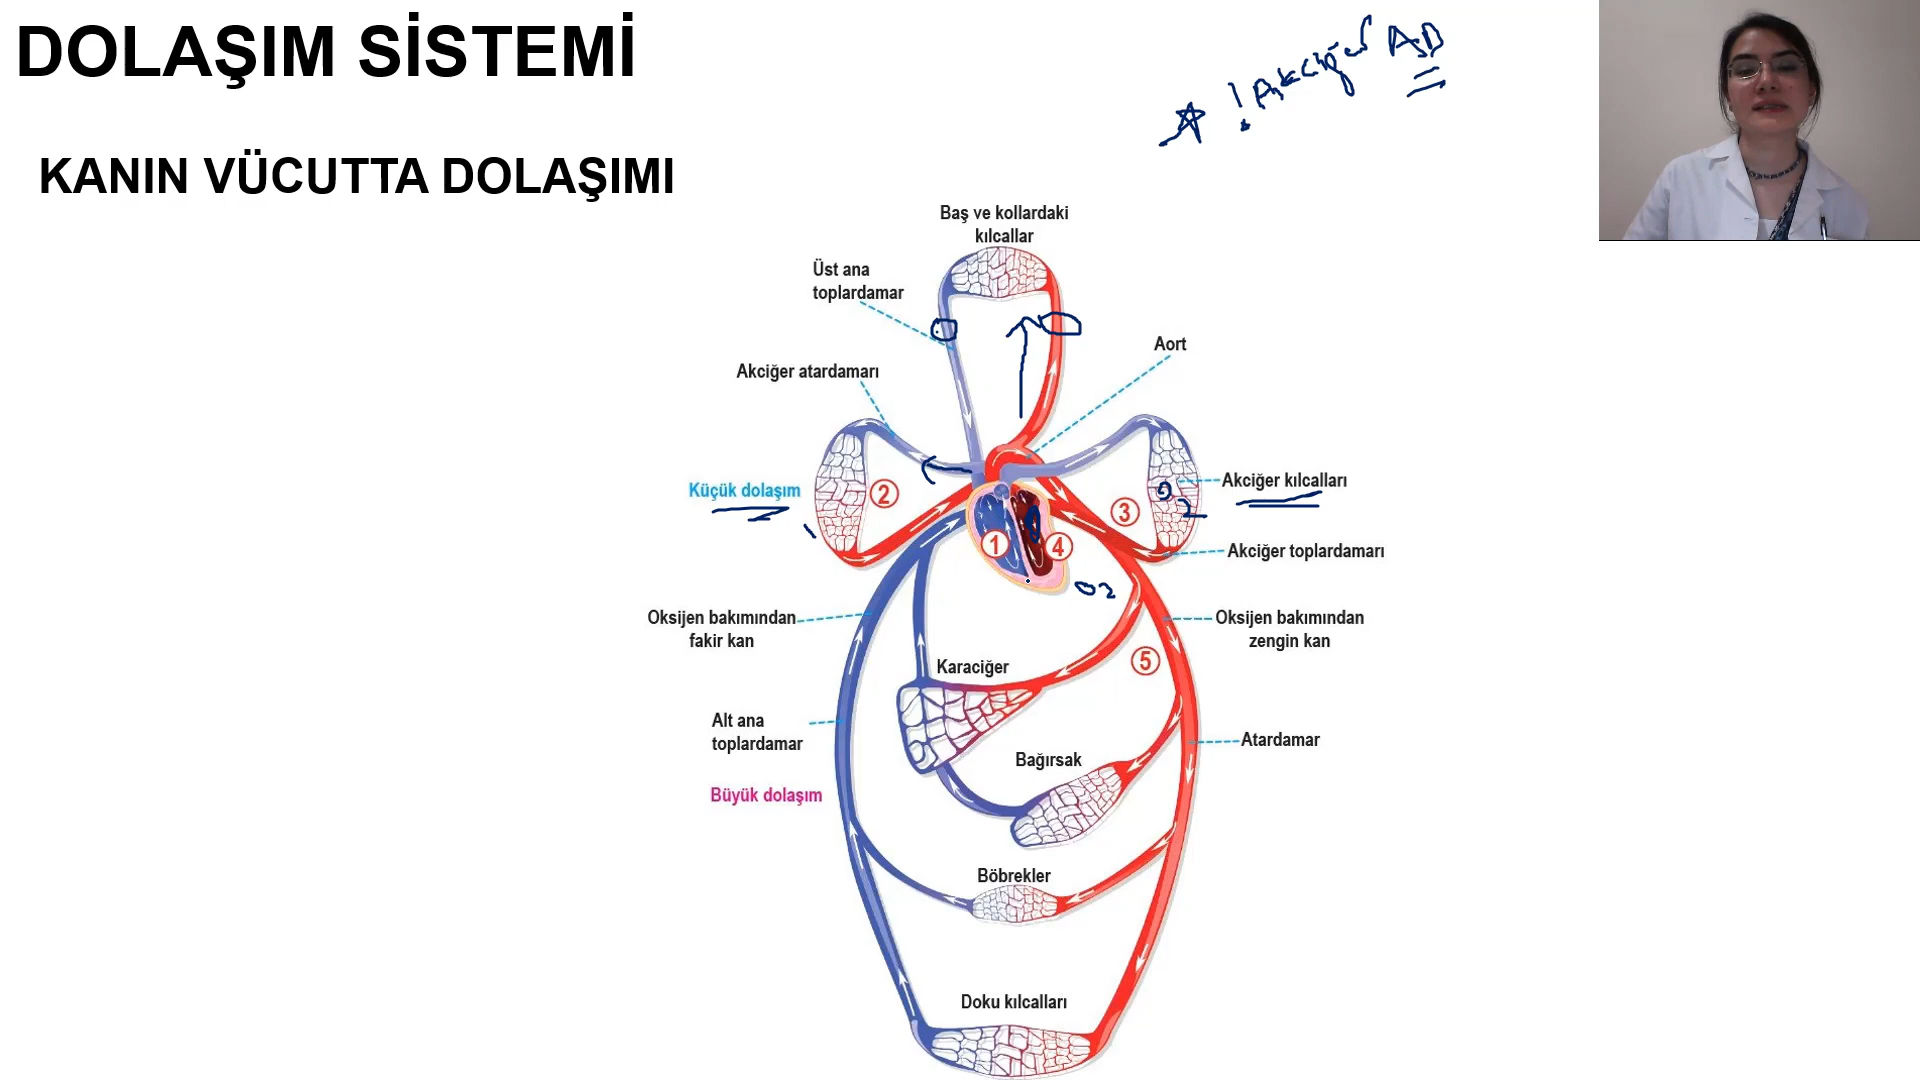 DOLAŞIM SİSTEMİ
! Akciğer AD
KANIN VÜCUTTA DOLAŞIMI
Baş ve kollardaki
kılcallar
Üst ana
toplardamar
Aort
Akciğer atardamarı
Akciğer kılcalları
Küçük dolaşım
2
3
O2
1
4
Akciğer toplardamarı
O2
Oksijen bakımından
fakir kan
Oksijen bakımından
zengin kan
5
Karaciğer
Alt ana
toplardamar
Atardamar
Bağırsak
Büyük dolaşım
Böbrekler
Doku kılcalları